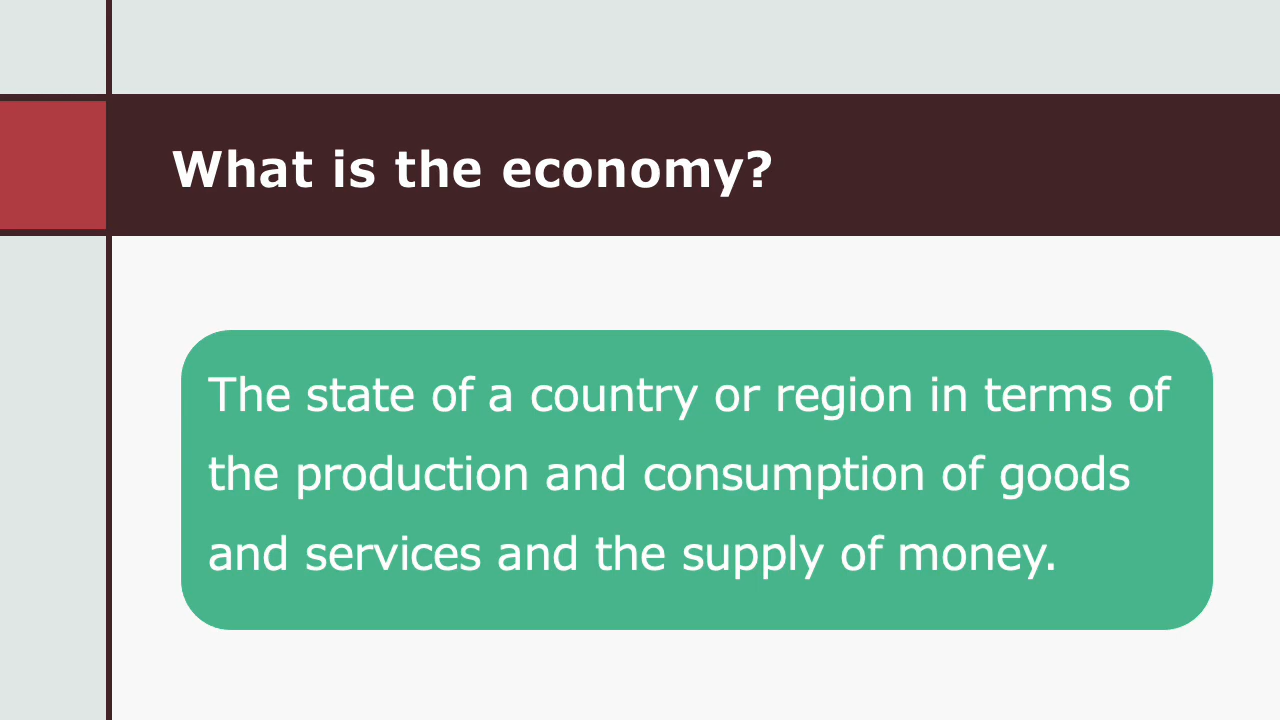 What is the economy?
The state of a country or region in terms of
the production and consumption of goods
and services and the supply of money.